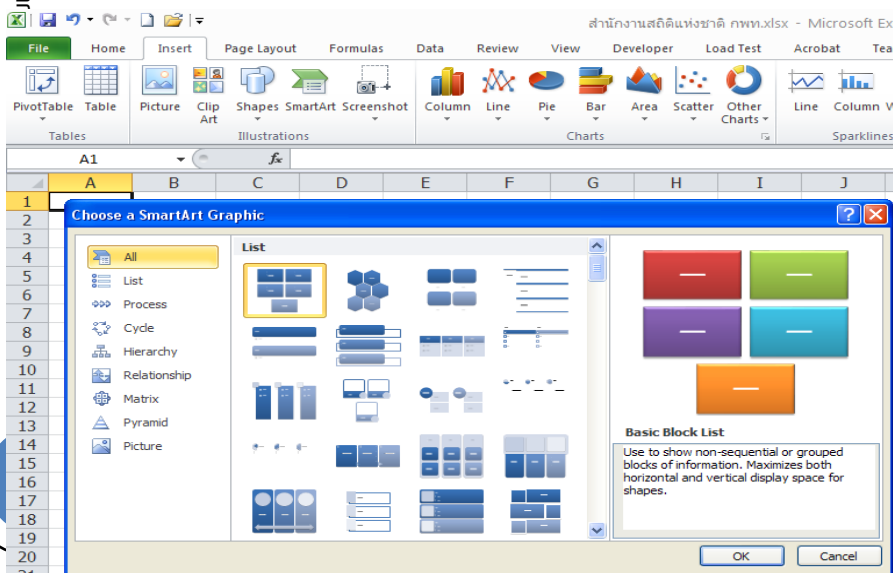 สำนักงานสถิติแห่งชาติ กพท.xlsx - Microsoft Ex
File Home Insert Page Layout Formulas Data Review View Developer Load Test Acrobat Tea
PivotTable Table Picture Clip Art Shapes SmartArt Screenshot Column Line Pie Bar Area Scatter Other Charts Line Column W
Tables Illustrations Charts Sparklines
A1 fx
A B C D E F G H I J
1
2
Choose a SmartArt Graphic
3
4
5
6
7
8
9
10
11
12
13
14
15
16
17
18
19
20
21
All
List
Process
Cycle
Hierarchy
Relationship
Matrix
Pyramid
Picture
List
Basic Block List
Use to show non-sequential or grouped
blocks of information. Maximizes both
horizontal and vertical display space for
shapes.
OK Cancel